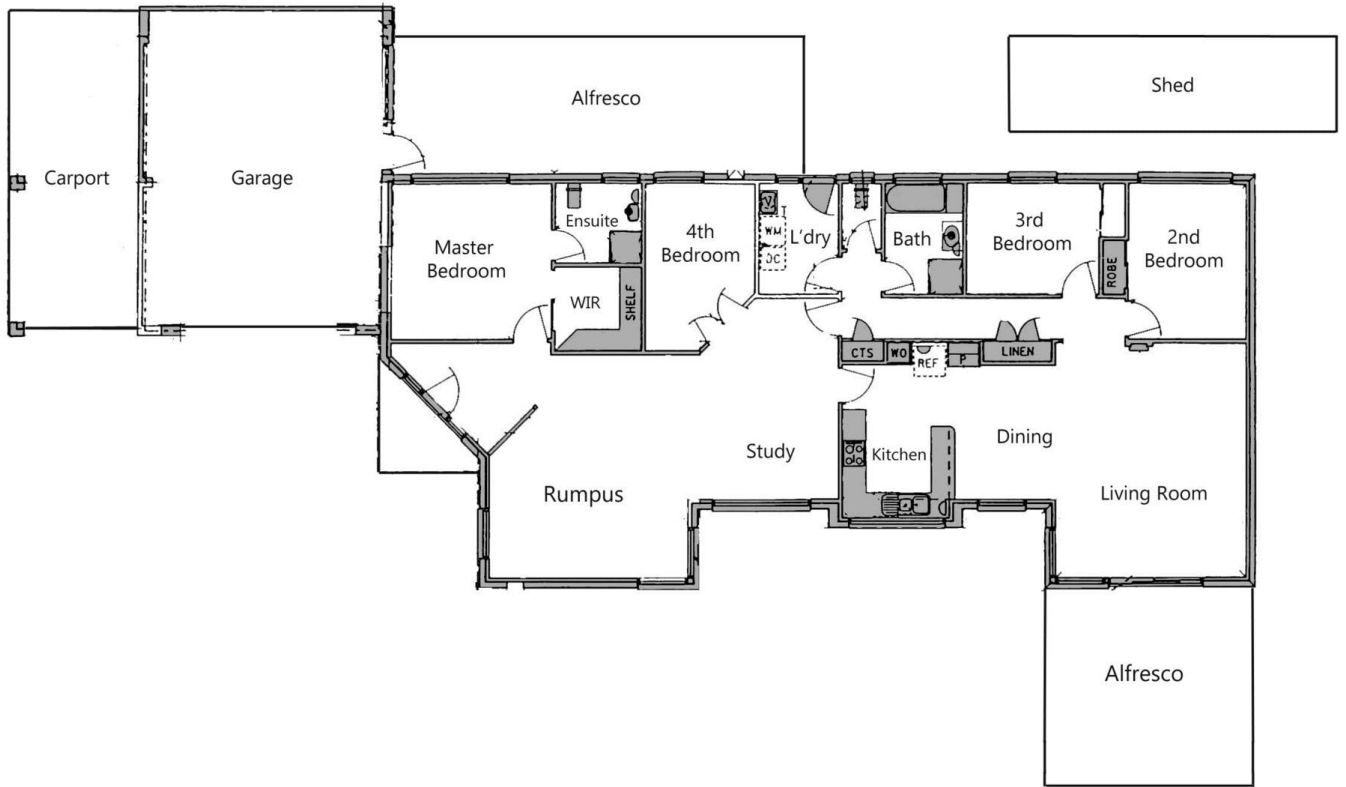 Shed
Alfresco
Carport
Garage
Ensuite
4th
Bedroom
WM
DC
L'dry
Bath
3rd
Bedroom
ROBE
2nd
Bedroom
Master
Bedroom
WIR
SHELF
CTS
WO
REF
P
LINEN
Study
Kitchen
Dining
Rumpus
Living Room
Alfresco